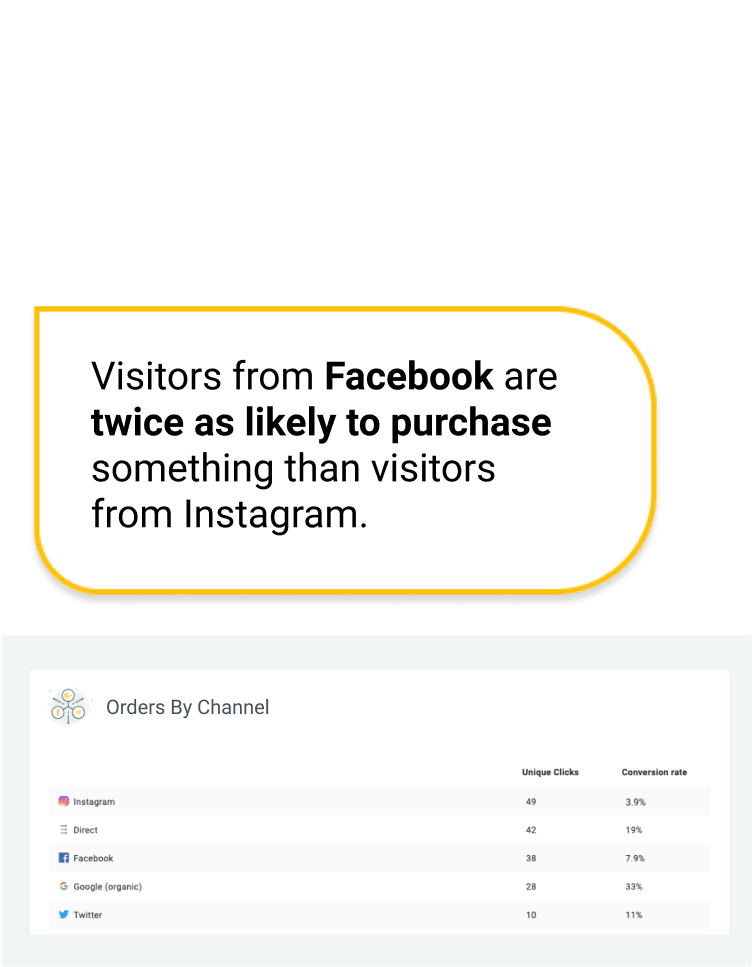 Visitors from Facebook are
twice as likely to purchase
something than visitors
from Instagram.
Orders By Channel
Unique Clicks Conversion rate
Instagram 49 3.9%
Direct 42 19%
Facebook 38 7.9%
Google (organic) 28 33%
Twitter 10 11%